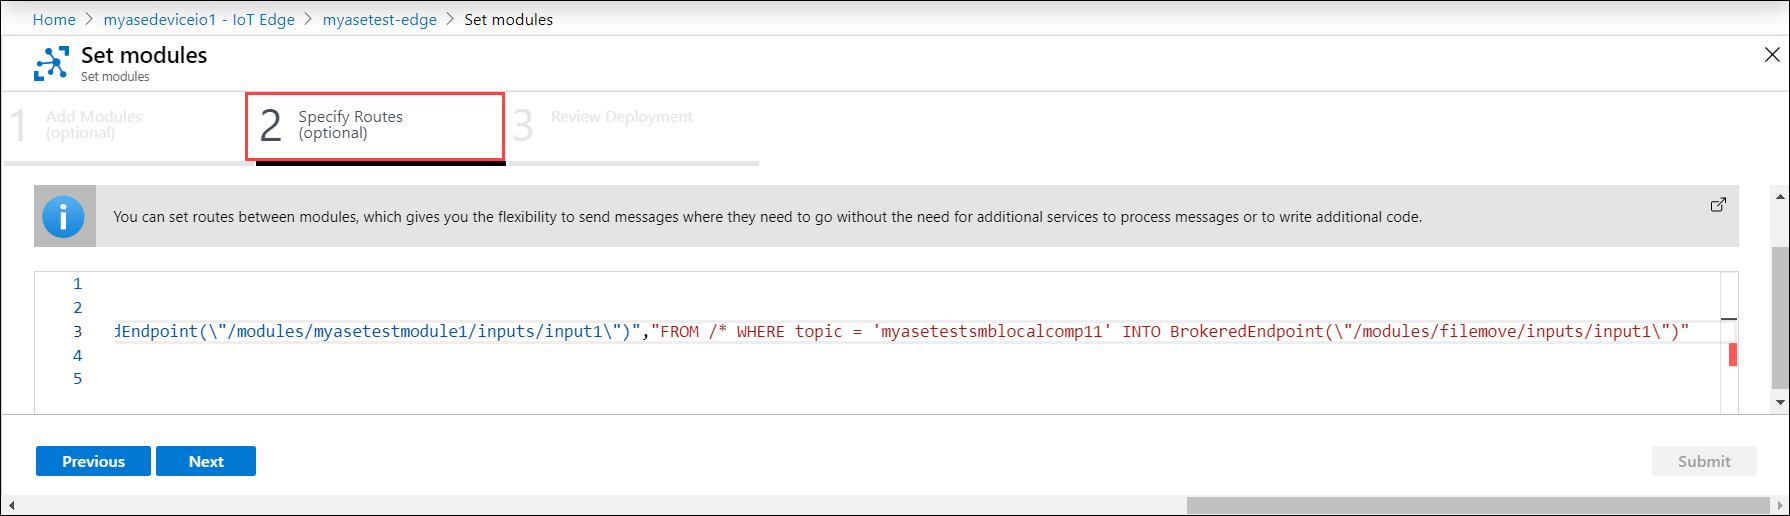 Home > myasedeviceio1 - IoT Edge > myasetest-edge > Set modules
Set modules
Set modules
1 Add Modules
(optional)
2 Specify Routes
(optional)
3 Review Deployment
You can set routes between modules, which gives you the flexibility to send messages where they need to go without the need for additional services to process messages or to write additional code.
1
2
3 dEndpoint(\"/modules/myasetestmodule1/inputs/input1\")","FROM /* WHERE topic = 'myasetestsmblocalcomp11' INTO BrokeredEndpoint(\"/modules/filemove/inputs/input1\")"
4
5
Previous Next Submit